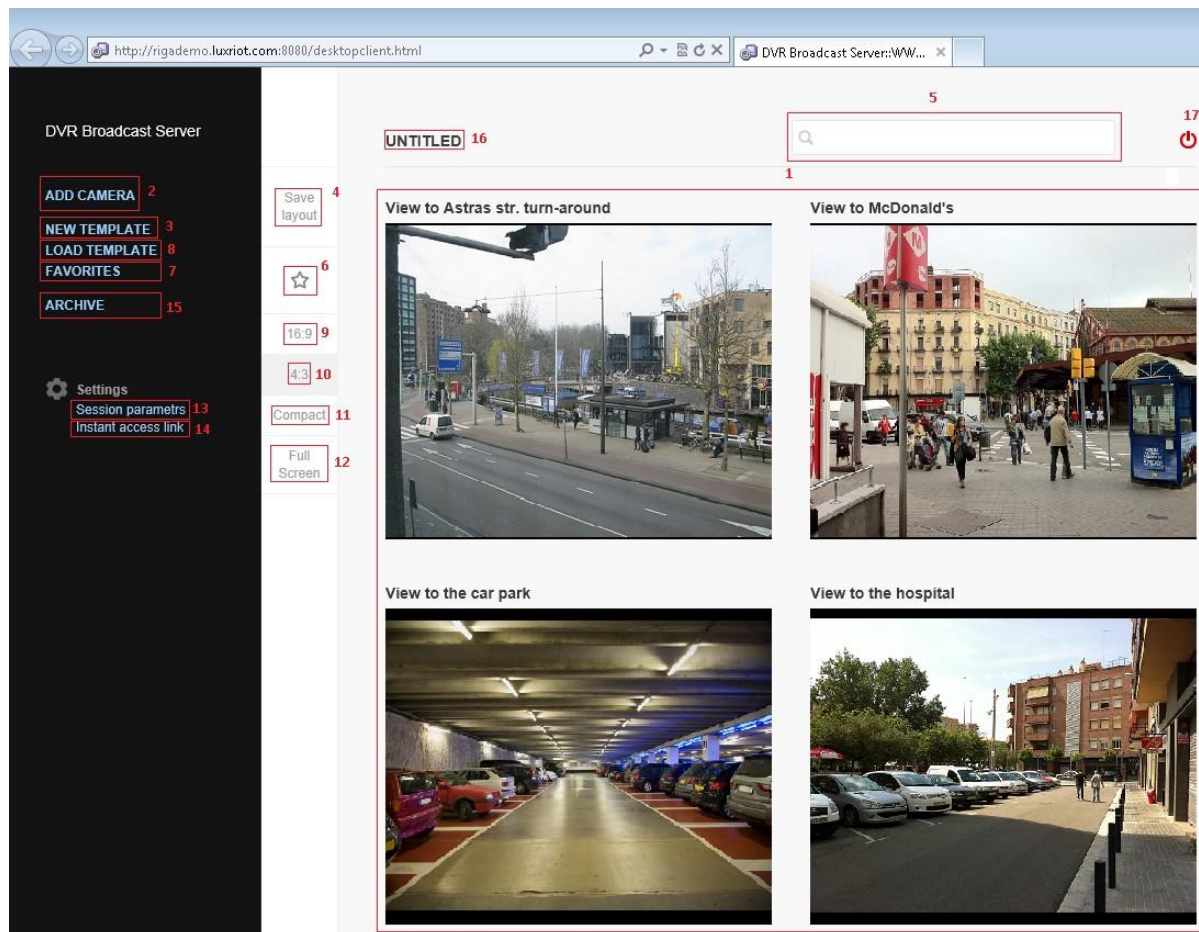 http://rigademo.luxriot.com:8080/desktopclient.html
DVR Broadcast Server::WW...
5
17
DVR Broadcast Server
UNTITLED 16
1
ADD CAMERA 2
NEW TEMPLATE 3
LOAD TEMPLATE 8
FAVORITES 7
ARCHIVE 15
Settings
Session parametrs 13
Instant access link 14
Save 4
layout
6
16:9 9
4:3 10
Compact 11
Full
Screen 12
View to Astras str. turn-around
View to McDonald's
View to the car park
View to the hospital